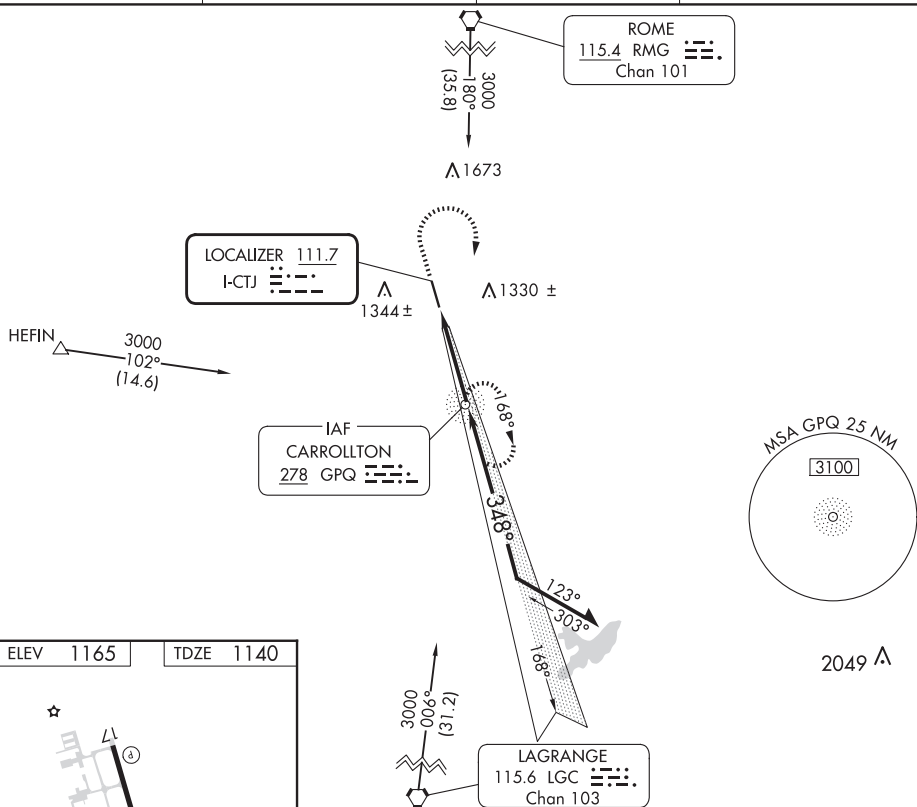 ROME
115.4 RMG
Chan 101
3000
180°
(35.8)
1673
LOCALIZER 111.7
I-CTJ
1344 ±
1330 ±
HEFIN
3000
102°
(14.6)
IAF
CARROLLTON
278 GPQ
168°
348°
MSA GPQ 25 NM
3100
123°
303°
168°
2049
ELEV 1165
TDZE 1140
17
P
3000
006°
(31.2)
LAGRANGE
115.6 LGC
Chan 103